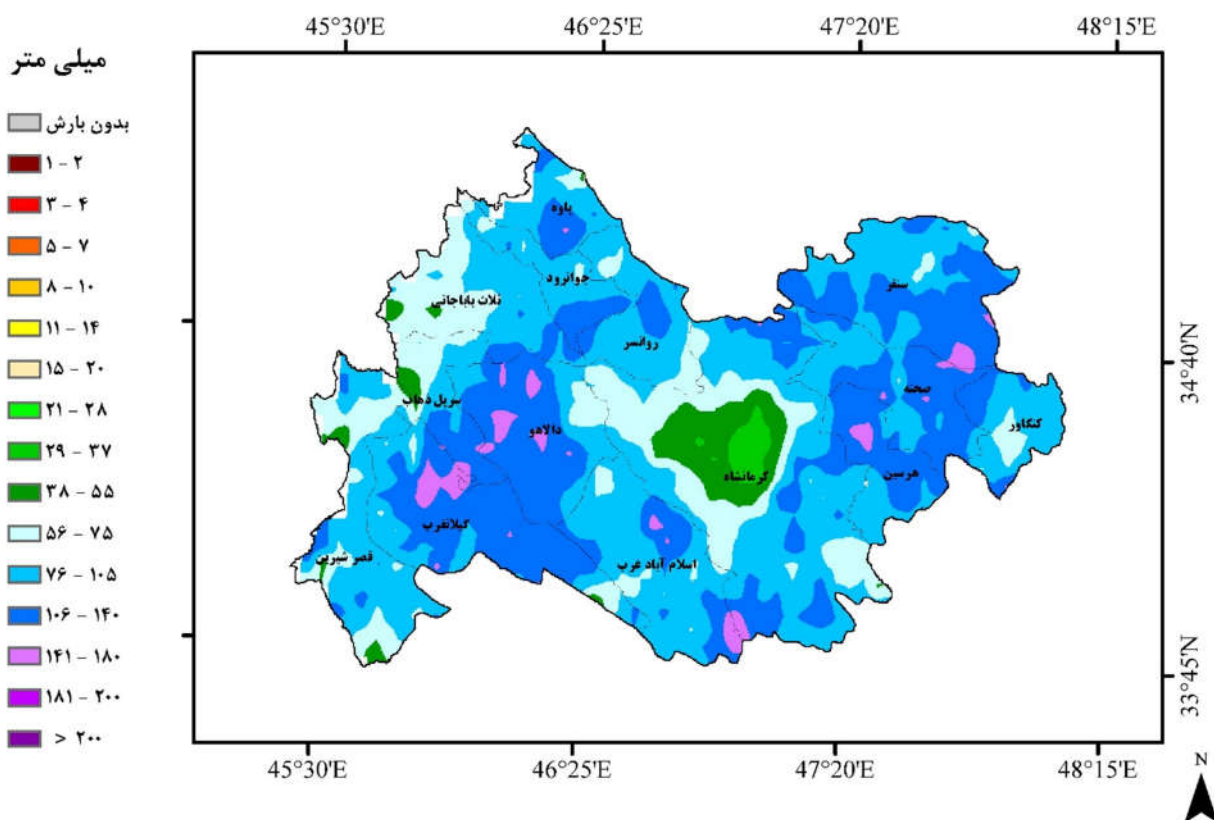 45°30'E 46°25'E 47°20'E 48°15'E
میلی متر
بدون بارش
۱ - ۲
۳ - ۴
۵ - ۷
۸ - ۱۰
۱۱ - ۱۴
۱۵ - ۲۰
۲۱ - ۲۸
۲۹ - ۳۷
۳۸ - ۵۵
۵۶ - ۷۵
۷۶ - ۱۰۵
۱۰۶ - ۱۴۰
۱۴۱ - ۱۸۰
۱۸۱ - ۲۰۰
> ۲۰۰
پاوه
جوانرود
سنقر
ثلاث باباجانی
روانسر
34°40'N
صحنه
سرپل ذهاب
کنگاور
دالاهو
هرسین
کرمانشاه
گیلانغرب
قصر شیرین
اسلام آباد غرب
33°45'N
45°30'E 46°25'E 47°20'E 48°15'E
N